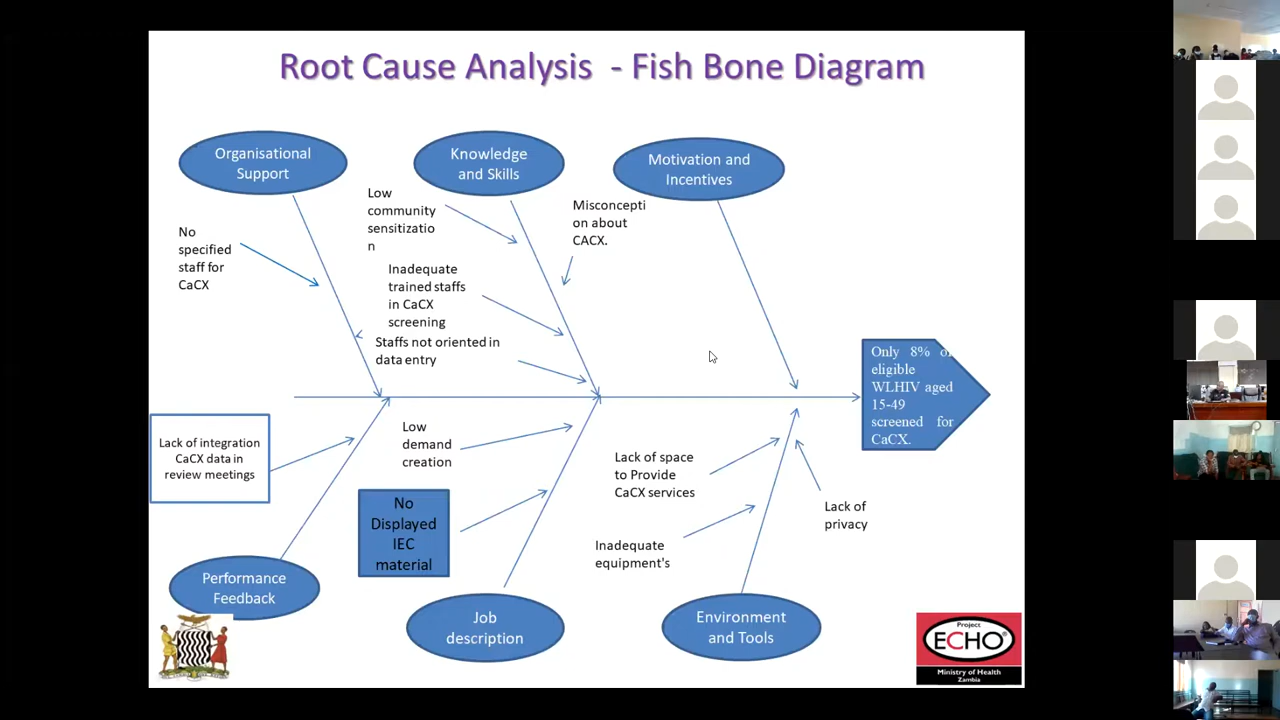 Root Cause Analysis - Fish Bone Diagram
Organisational
Support
Knowledge
and Skills
Motivation and
Incentives
No
specified
staff for
CaCX
Low
community
sensitizatio
n
Misconcepti
on about
CACX.
Inadequate
trained staffs
in CaCX
screening
Staffs not oriented in
data entry
Only 8% of
eligible
WLHIV aged
15-49
screened for
CaCX.
Lack of integration
CaCX data in
review meetings
Low
demand
creation
No
Displayed
IEC
material
Lack of space
to Provide
CaCX services
Inadequate
equipment's
Lack of
privacy
Performance
Feedback
Job
description
Environment
and Tools
Project
ECHO®
Ministry of Health
Zambia